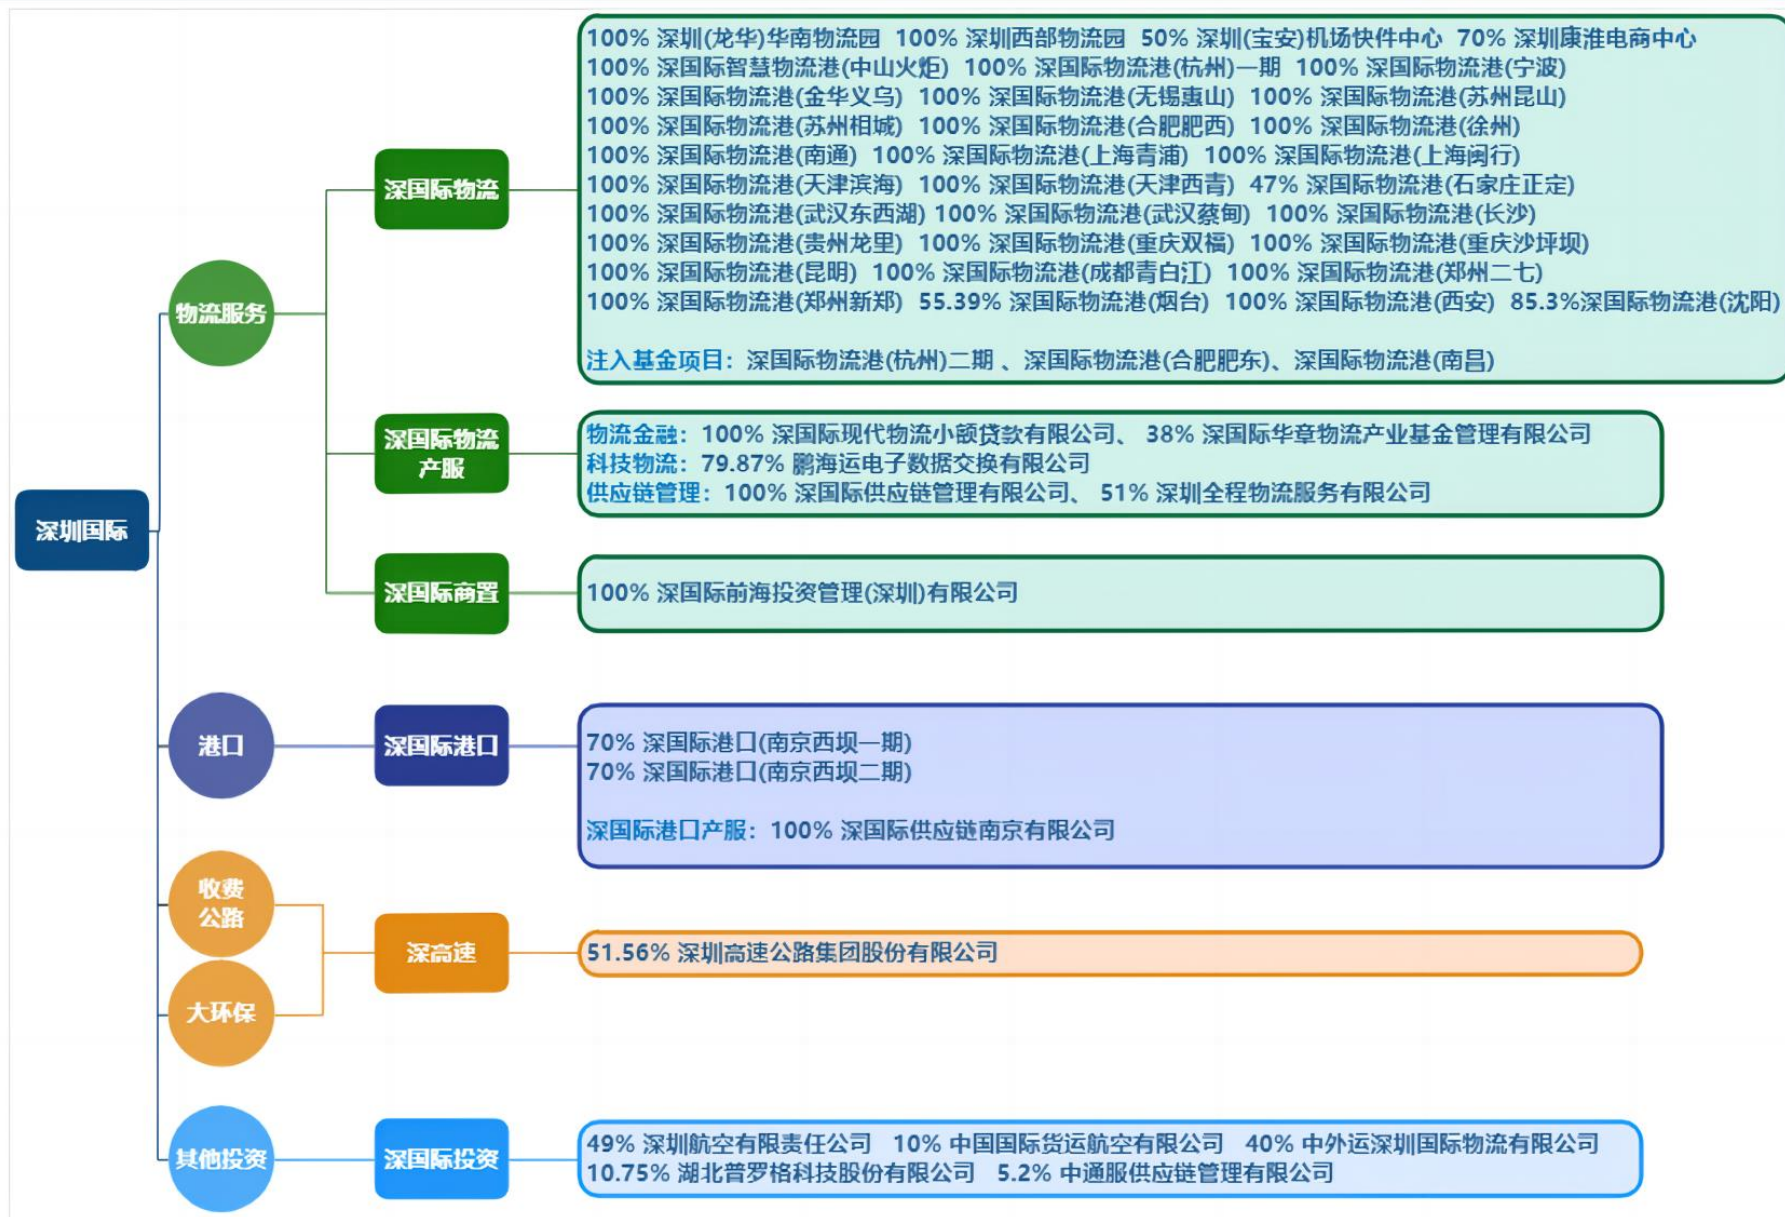 深圳国际
物流服务
深国际物流
100% 深圳(龙华)华南物流园 100% 深圳西部物流园 50% 深圳(宝安)机场快件中心 70% 深圳康淮电商中心
100% 深国际智慧物流港(中山火炬) 100% 深国际物流港(杭州)一期 100% 深国际物流港(宁波)
100% 深国际物流港(金华义乌) 100% 深国际物流港(无锡惠山) 100% 深国际物流港(苏州昆山)
100% 深国际物流港(苏州相城) 100% 深国际物流港(合肥肥西) 100% 深国际物流港(徐州)
100% 深国际物流港(南通) 100% 深国际物流港(上海青浦) 100% 深国际物流港(上海闵行)
100% 深国际物流港(天津滨海) 100% 深国际物流港(天津西青) 47% 深国际物流港(石家庄正定)
100% 深国际物流港(武汉东西湖) 100% 深国际物流港(武汉蔡甸) 100% 深国际物流港(长沙)
100% 深国际物流港(贵州龙里) 100% 深国际物流港(重庆双福) 100% 深国际物流港(重庆沙坪坝)
100% 深国际物流港(昆明) 100% 深国际物流港(成都青白江) 100% 深国际物流港(郑州二七)
100% 深国际物流港(郑州新郑) 55.39% 深国际物流港(烟台) 100% 深国际物流港(西安) 85.3%深国际物流港(沈阳)
注入基金项目：深国际物流港(杭州)二期 、深国际物流港(合肥肥东)、深国际物流港(南昌)
深国际物流
产服
物流金融：100% 深国际现代物流小额贷款有限公司、 38% 深国际华章物流产业基金管理有限公司
科技物流：79.87% 鹏海运电子数据交换有限公司
供应链管理：100% 深国际供应链管理有限公司、 51% 深圳全程物流服务有限公司
深国际商置
100% 深国际前海投资管理(深圳)有限公司
港口
深国际港口
70% 深国际港口(南京西坝一期)
70% 深国际港口(南京西坝二期)
深国际港口产服：100% 深国际供应链南京有限公司
收费
公路
大环保
深高速
51.56% 深圳高速公路集团股份有限公司
其他投资
深国际投资
49% 深圳航空有限责任公司 10% 中国国际货运航空有限公司 40% 中外运深圳国际物流有限公司
10.75% 湖北普罗格科技股份有限公司 5.2% 中通服供应链管理有限公司